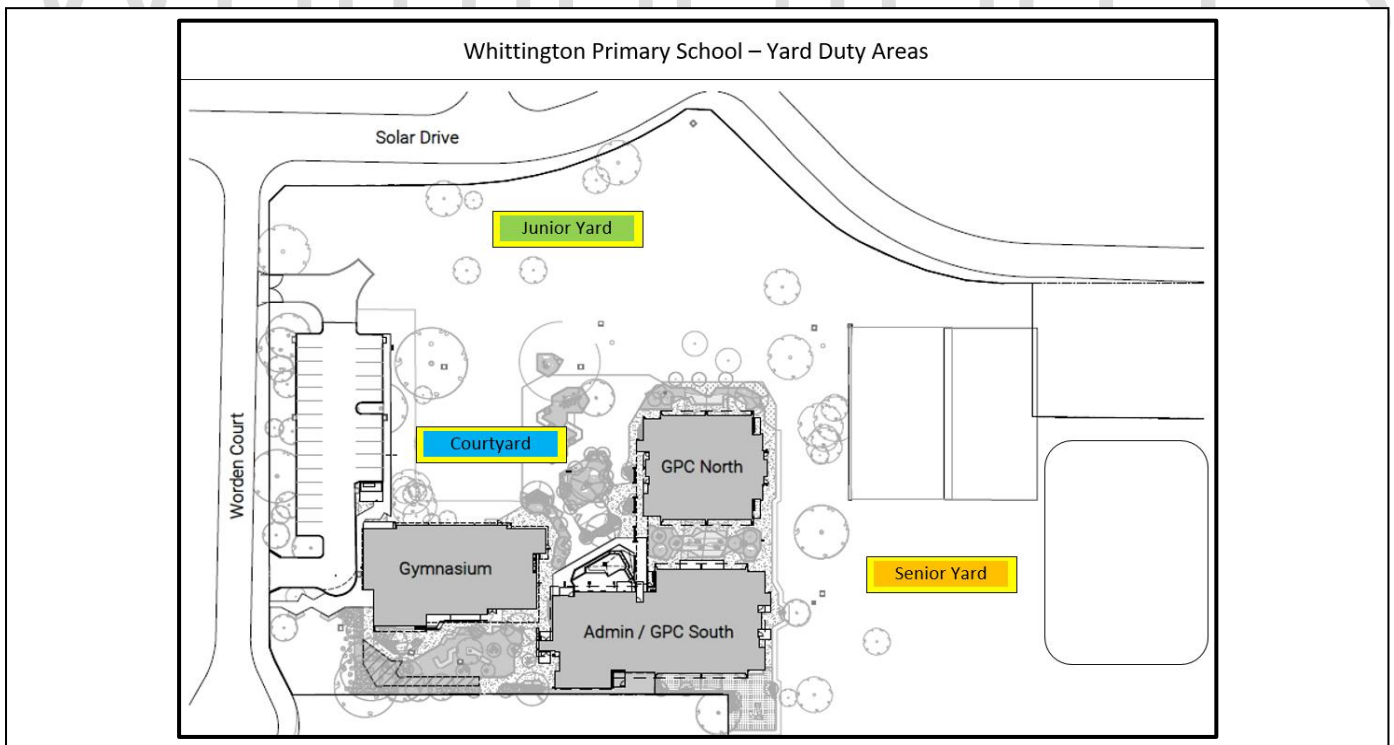 Whittington Primary School – Yard Duty Areas
Solar Drive
Junior Yard
Worden Court
Courtyard
GPC North
Gymnasium
Senior Yard
Admin / GPC South